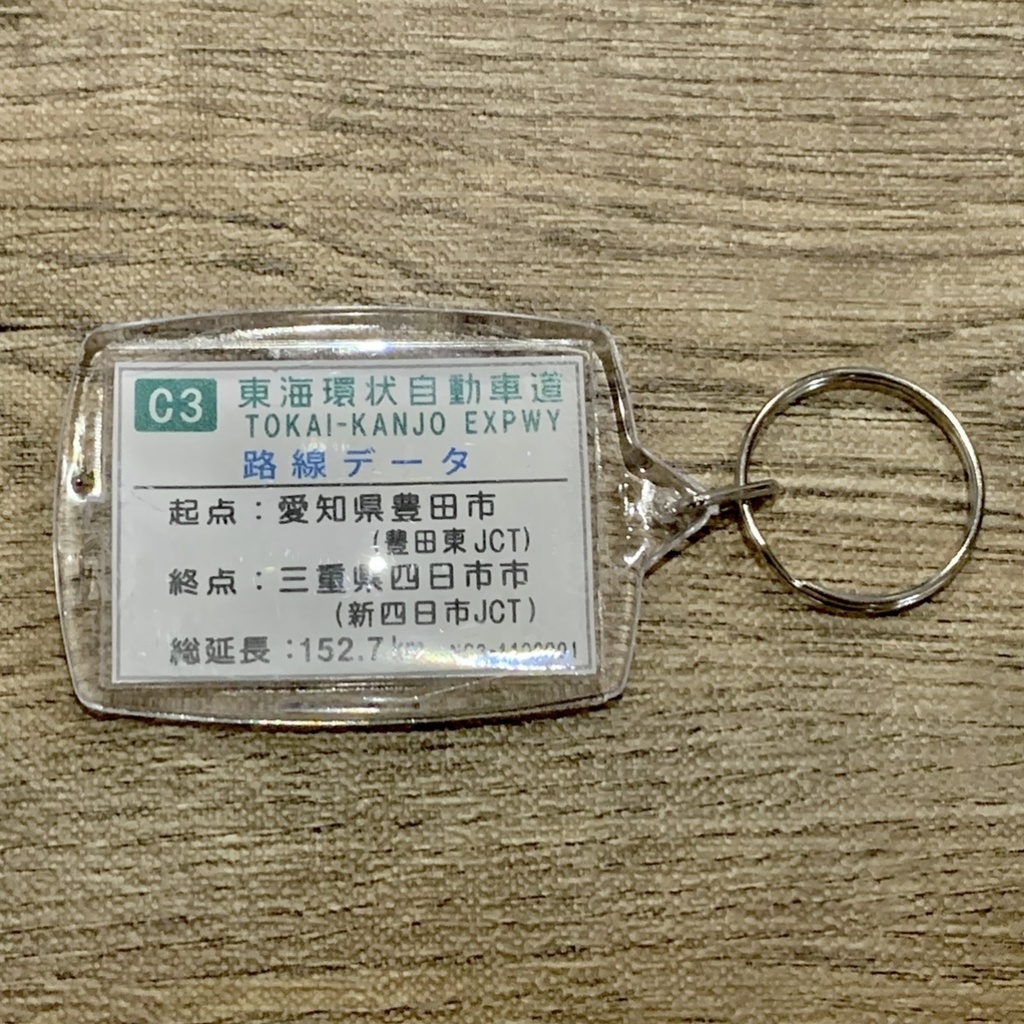 C3 東海環状自動車道
TOKAI-KANJO EXPWY
路線データ
起点：愛知県豊田市
(豊田東JCT)
終点：三重県四日市市
(新四日市JCT)
総延長：152.7km